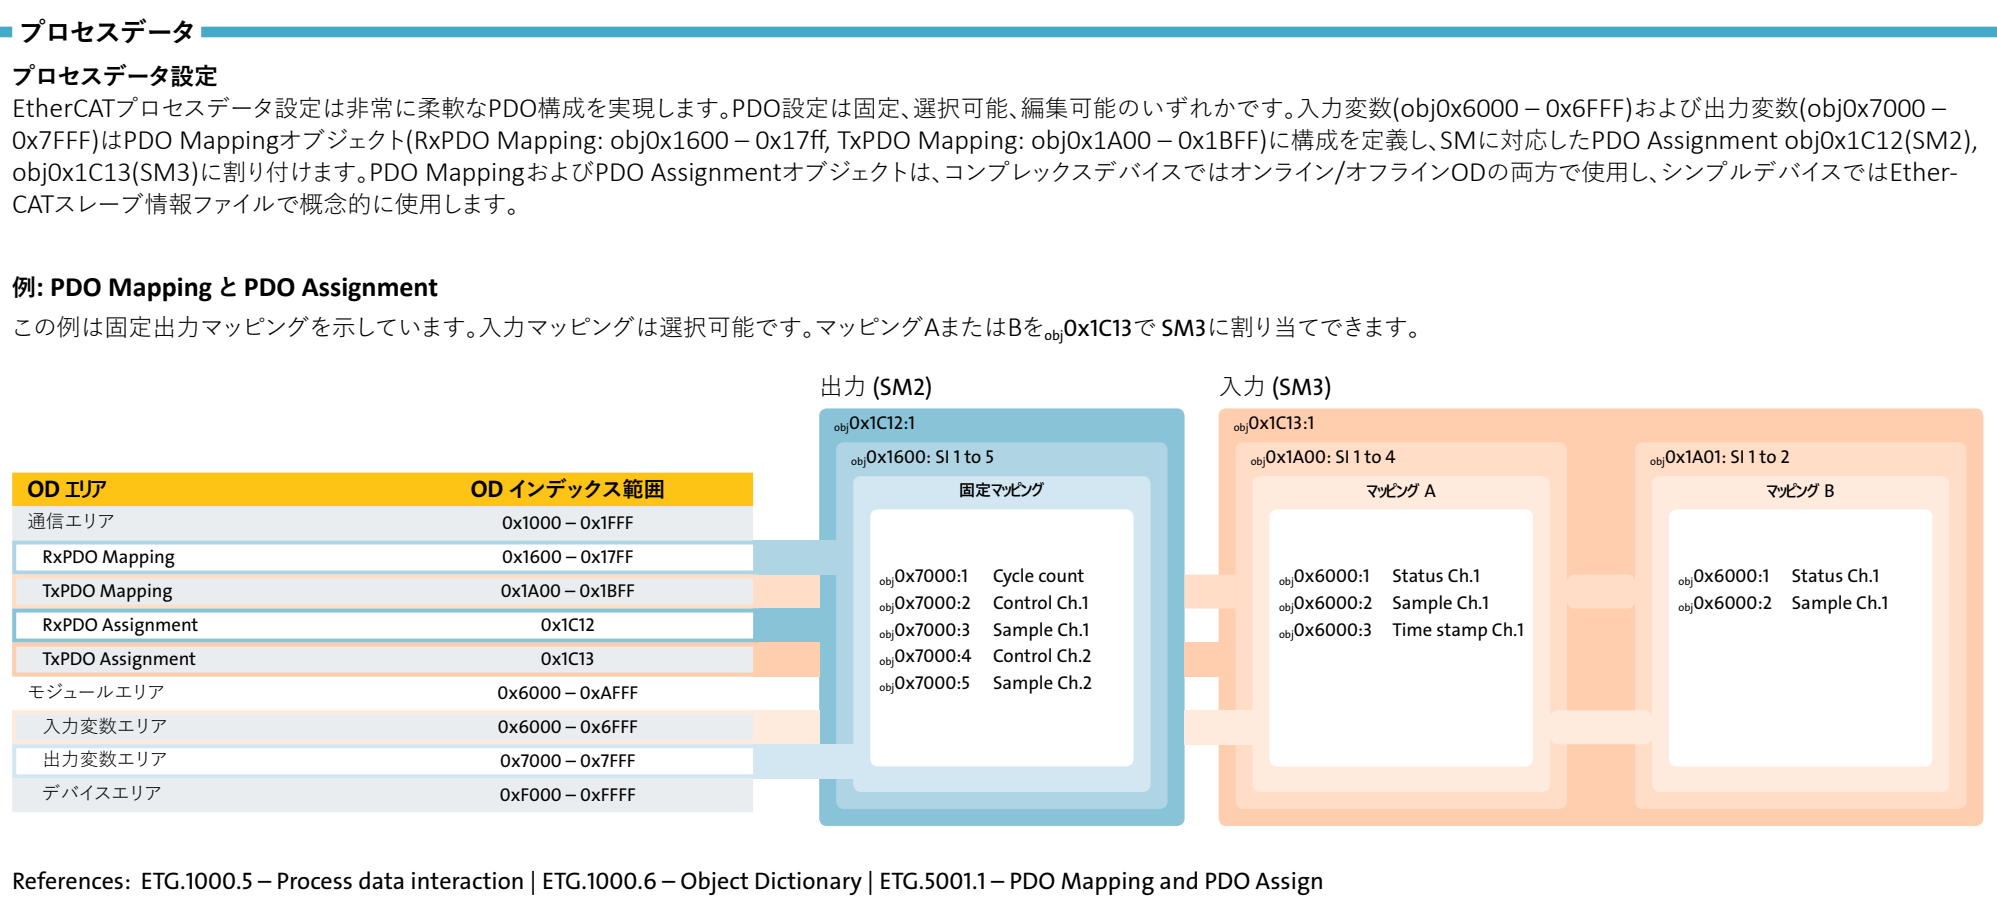 プロセスデータ
プロセスデータ設定
EtherCATプロセスデータ設定は非常に柔軟なPDO構成を実現します。PDO設定は固定、選択可能、編集可能のいずれかです。入力変数(obj0x6000 – 0x6FFF)および出力変数(obj0x7000 –
0x7FFF)はPDO Mappingオブジェクト(RxPDO Mapping: obj0x1600 – 0x17ff, TxPDO Mapping: obj0x1A00 – 0x1BFF)に構成を定義し、SMに対応したPDO Assignment obj0x1C12(SM2),
obj0x1C13(SM3)に割り付けます。PDO MappingおよびPDO Assignmentオブジェクトは、コンプレックスデバイスではオンライン/オフラインODの両方で使用し、シンプルデバイスではEther-
CATスレーブ情報ファイルで概念的に使用します。
例: PDO Mapping と PDO Assignment
この例は固定出力マッピングを示しています。入力マッピングは選択可能です。マッピングAまたはBをobj0x1C13で SM3に割り当てできます。
OD エリア OD インデックス範囲
通信エリア 0x1000 – 0x1FFF
RxPDO Mapping 0x1600 – 0x17FF
TxPDO Mapping 0x1A00 – 0x1BFF
RxPDO Assignment 0x1C12
TxPDO Assignment 0x1C13
モジュールエリア 0x6000 – 0xAFFF
入力変数エリア 0x6000 – 0x6FFF
出力変数エリア 0x7000 – 0x7FFF
デバイスエリア 0xF000 – 0xFFFF
出力 (SM2)
obj0x1C12:1
obj0x1600: SI 1 to 5
固定マッピング
obj0x7000:1 Cycle count
obj0x7000:2 Control Ch.1
obj0x7000:3 Sample Ch.1
obj0x7000:4 Control Ch.2
obj0x7000:5 Sample Ch.2
入力 (SM3)
obj0x1C13:1
obj0x1A00: SI 1 to 4
マッピング A
obj0x6000:1 Status Ch.1
obj0x6000:2 Sample Ch.1
obj0x6000:3 Time stamp Ch.1
obj0x1A01: SI 1 to 2
マッピング B
obj0x6000:1 Status Ch.1
obj0x6000:2 Sample Ch.1
References: ETG.1000.5 – Process data interaction | ETG.1000.6 – Object Dictionary | ETG.5001.1 – PDO Mapping and PDO Assign